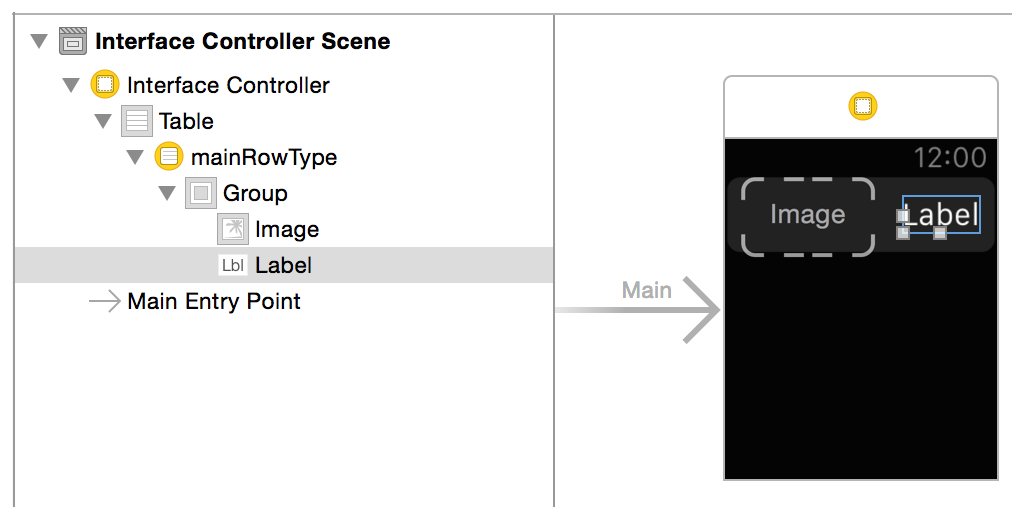 Interface Controller Scene
Interface Controller
Table
mainRowType
Group
Image
Lbl Label
Main Entry Point
Main
12:00
Image Label